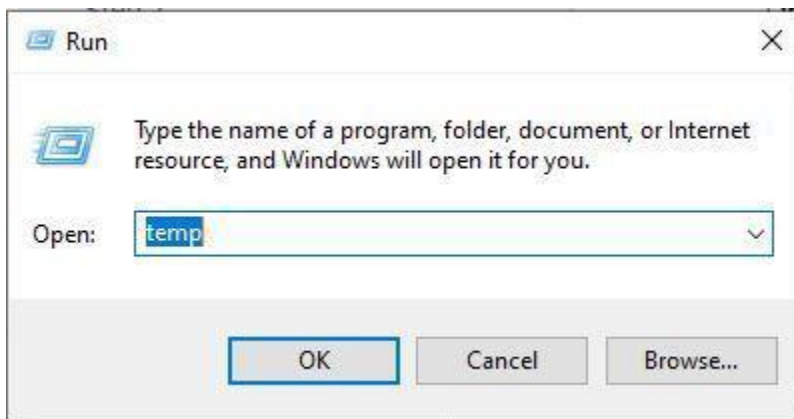 Run
Type the name of a program, folder, document, or Internet
resource, and Windows will open it for you.
Open: temp
OK Cancel Browse...